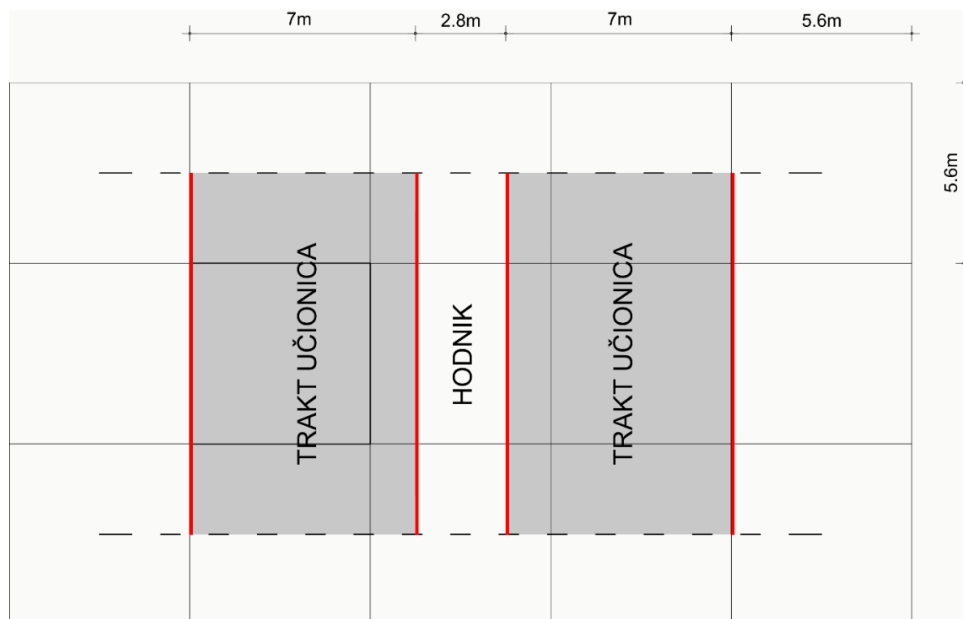 7m 2.8m 7m 5.6m
5.6m
TRAKT UČIONICA
HODNIK
TRAKT UČIONICA